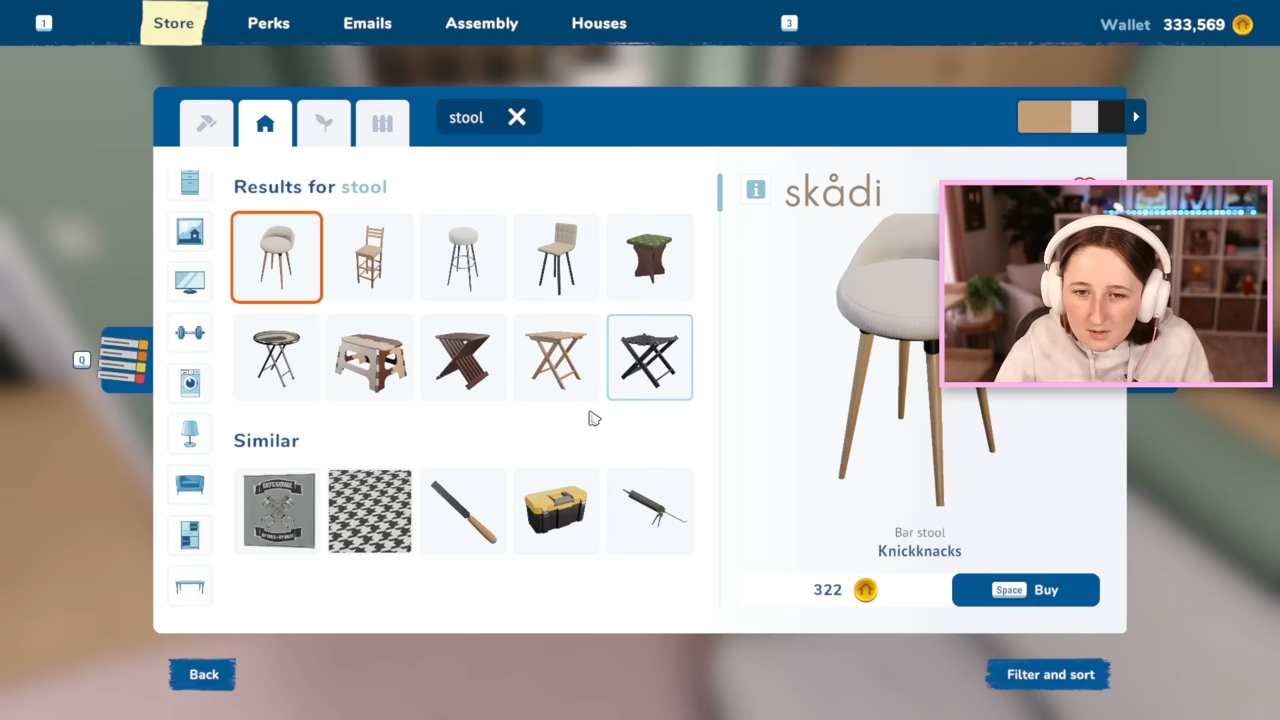 1
Store
Perks
Emails
Assembly
Houses
3
Wallet 333,569
stool
Results for stool
i
skådi
Q
Similar
Bar stool
Knickknacks
322
Space Buy
Back
Filter and sort